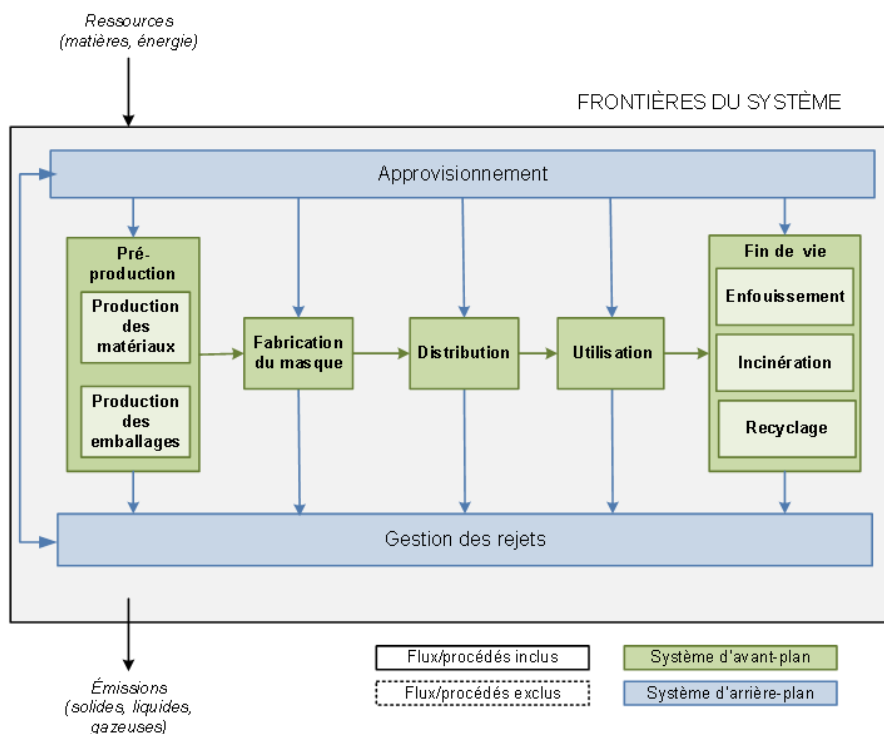 Ressources
(matières, énergie)
FRONTIÈRES DU SYSTÈME
Approvisionnement
Pré-
production
Production
des
matériaux
Production
des
emballages
Fabrication
du masque
Distribution
Utilisation
Fin de vie
Enfouissement
Incinération
Recyclage
Gestion des rejets
Flux/procédés inclus
Système d'avant-plan
Flux/procédés exclus
Système d'arrière-plan
Émissions
(solides, liquides,
gazeuses)